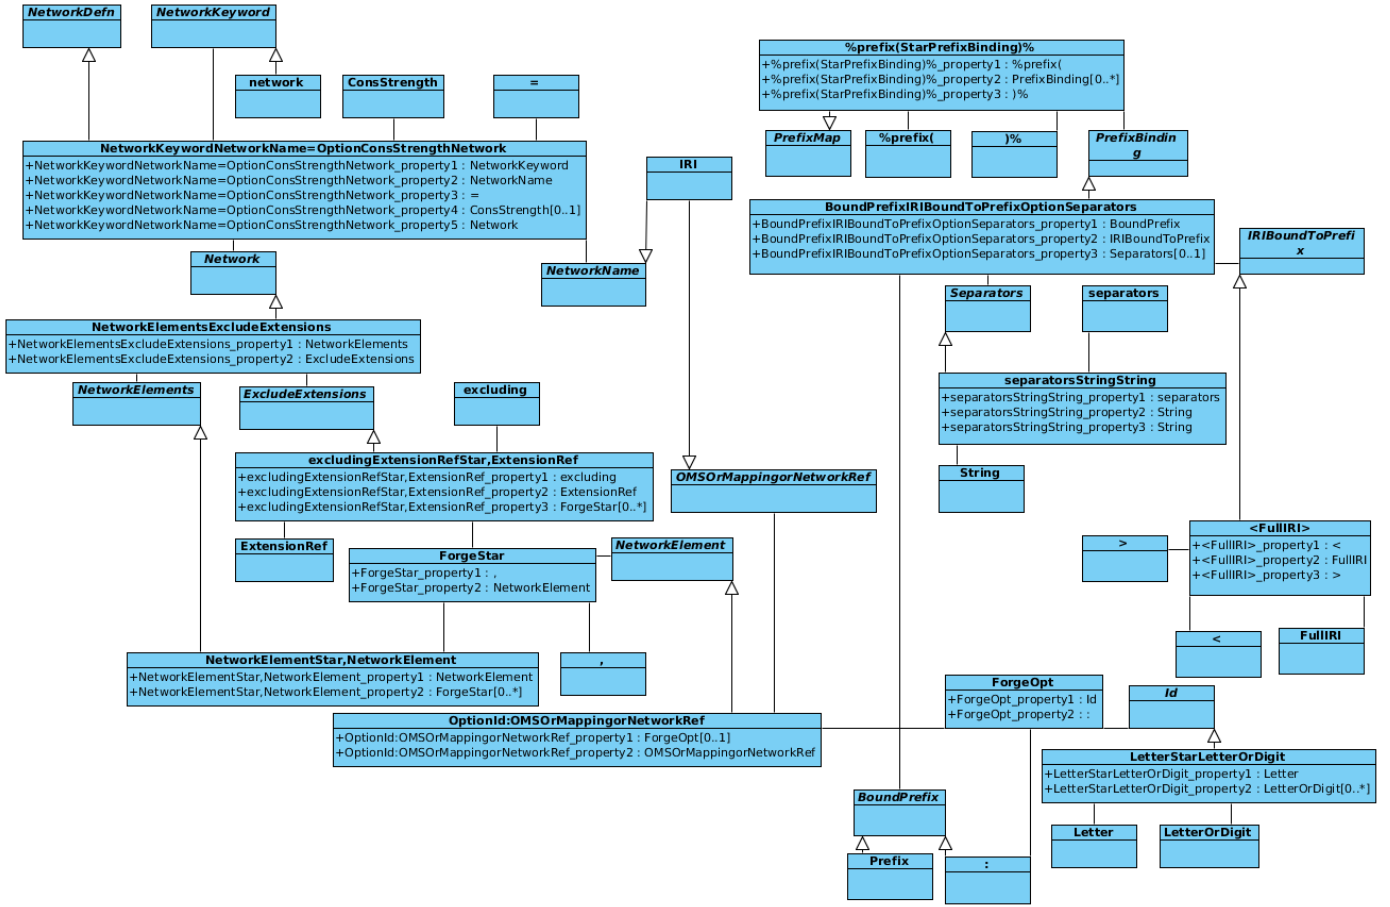 NetworkDefn
NetworkKeyword
network
ConsStrength
=
NetworkKeywordNetworkName=OptionConsStrengthNetwork
+NetworkKeywordNetworkName=OptionConsStrengthNetwork_property1 : NetworkKeyword
+NetworkKeywordNetworkName=OptionConsStrengthNetwork_property2 : NetworkName
+NetworkKeywordNetworkName=OptionConsStrengthNetwork_property3 : =
+NetworkKeywordNetworkName=OptionConsStrengthNetwork_property4 : ConsStrength[0..1]
+NetworkKeywordNetworkName=OptionConsStrengthNetwork_property5 : Network
IRI
Network
NetworkName
NetworkElementsExcludeExtensions
+NetworkElementsExcludeExtensions_property1 : NetworkElements
+NetworkElementsExcludeExtensions_property2 : ExcludeExtensions
NetworkElements
ExcludeExtensions
excluding
excludingExtensionRefStar,ExtensionRef
+excludingExtensionRefStar,ExtensionRef_property1 : excluding
+excludingExtensionRefStar,ExtensionRef_property2 : ExtensionRef
+excludingExtensionRefStar,ExtensionRef_property3 : ForgeStar[0..*]
OMSOrMappingorNetworkRef
ExtensionRef
ForgeStar
+ForgeStar_property1 : ,
+ForgeStar_property2 : NetworkElement
NetworkElement
NetworkElementStar,NetworkElement
+NetworkElementStar,NetworkElement_property1 : NetworkElement
+NetworkElementStar,NetworkElement_property2 : ForgeStar[0..*]
,
OptionId:OMSOrMappingorNetworkRef
+OptionId:OMSOrMappingorNetworkRef_property1 : ForgeOpt[0..1]
+OptionId:OMSOrMappingorNetworkRef_property2 : OMSOrMappingorNetworkRef
%prefix(StarPrefixBinding)%
+%prefix(StarPrefixBinding)%_property1 : %prefix(
+%prefix(StarPrefixBinding)%_property2 : PrefixBinding[0..*]
+%prefix(StarPrefixBinding)%_property3 : )%
PrefixMap
%prefix(
)%
PrefixBindin
g
BoundPrefixIRIBoundToPrefixOptionSeparators
+BoundPrefixIRIBoundToPrefixOptionSeparators_property1 : BoundPrefix
+BoundPrefixIRIBoundToPrefixOptionSeparators_property2 : IRIBoundToPrefix
+BoundPrefixIRIBoundToPrefixOptionSeparators_property3 : Separators[0..1]
IRIBoundToPrefi
x
Separators
separators
separatorsStringString
+separatorsStringString_property1 : separators
+separatorsStringString_property2 : String
+separatorsStringString_property3 : String
String
<FullIRI>
+<FullIRI>_property1 : <
+<FullIRI>_property2 : FullIRI
+<FullIRI>_property3 : >
>
<
FullIRI
ForgeOpt
+ForgeOpt_property1 : Id
+ForgeOpt_property2 : :
Id
LetterStarLetterOrDigit
+LetterStarLetterOrDigit_property1 : Letter
+LetterStarLetterOrDigit_property2 : LetterOrDigit[0..*]
Letter
LetterOrDigit
BoundPrefix
Prefix
: